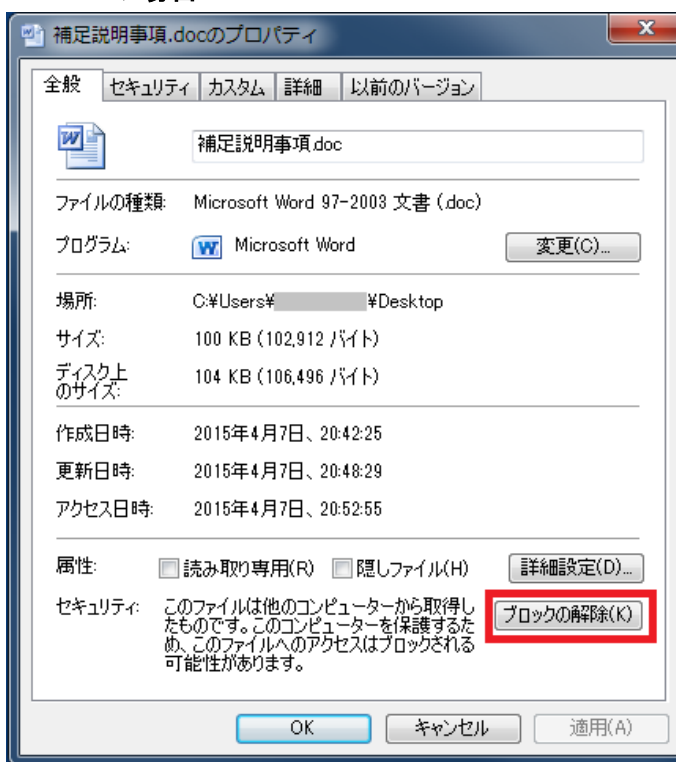 補足説明事項.docのプロパティ
全般 セキュリティ カスタム 詳細 以前のバージョン
補足説明事項.doc
ファイルの種類: Microsoft Word 97-2003 文書 (.doc)
プログラム: Microsoft Word 変更(C)...
場所: C:¥Users¥ ¥Desktop
サイズ: 100 KB (102,912 バイト)
ディスク上
のサイズ: 104 KB (106,496 バイト)
作成日時: 2015年4月7日、20:42:25
更新日時: 2015年4月7日、20:48:29
アクセス日時: 2015年4月7日、20:52:55
属性: 読み取り専用(R) 隠しファイル(H) 詳細設定(D)...
セキュリティ: このファイルは他のコンピューターから取得し
たものです。このコンピューターを保護するた
め、このファイルへのアクセスはブロックされる
可能性があります。
ブロックの解除(K)
OK キャンセル 適用(A)